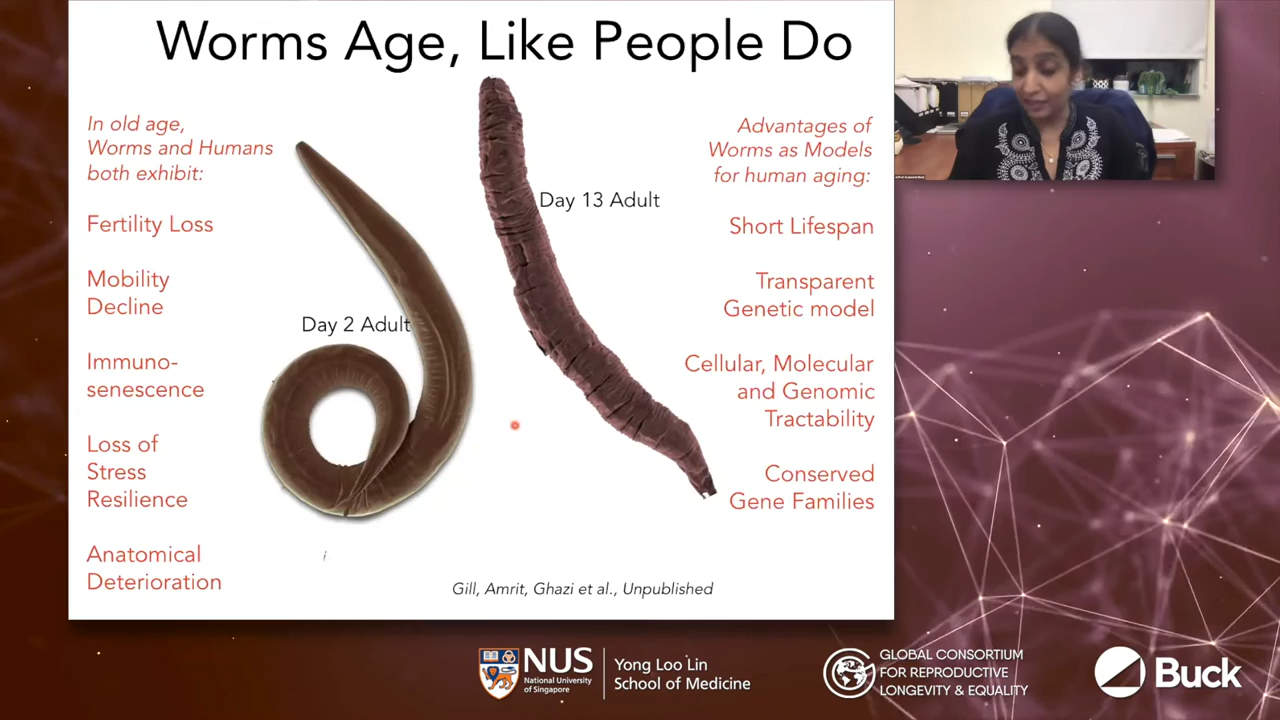 Worms Age, Like People Do
In old age,
Worms and Humans
both exhibit:
Fertility Loss
Mobility
Decline
Immuno-
senescence
Loss of
Stress
Resilience
Anatomical
Deterioration
Day 2 Adult
Day 13 Adult
Advantages of
Worms as Models
for human aging:
Short Lifespan
Transparent
Genetic model
Cellular, Molecular
and Genomic
Tractability
Conserved
Gene Families
i
Gill, Amrit, Ghazi et al., Unpublished
NUS
National University
of Singapore
Yong Loo Lin
School of Medicine
GLOBAL CONSORTIUM
FOR REPRODUCTIVE
LONGEVITY & EQUALITY
Buck